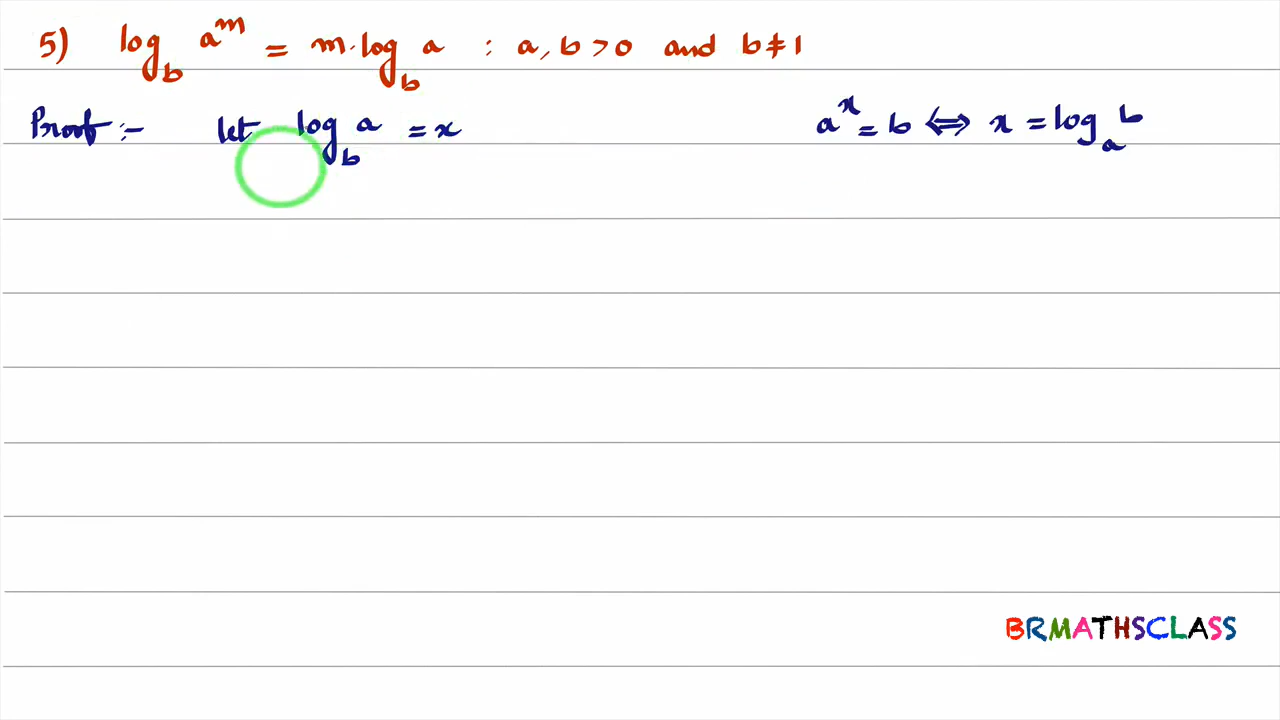 5) log_b a^m = m·log_b a : a, b > 0 and b ≠ 1
Proof :- let log_b a = x a^x = b ⇔ x = log_a b
BRMATHSCLASS